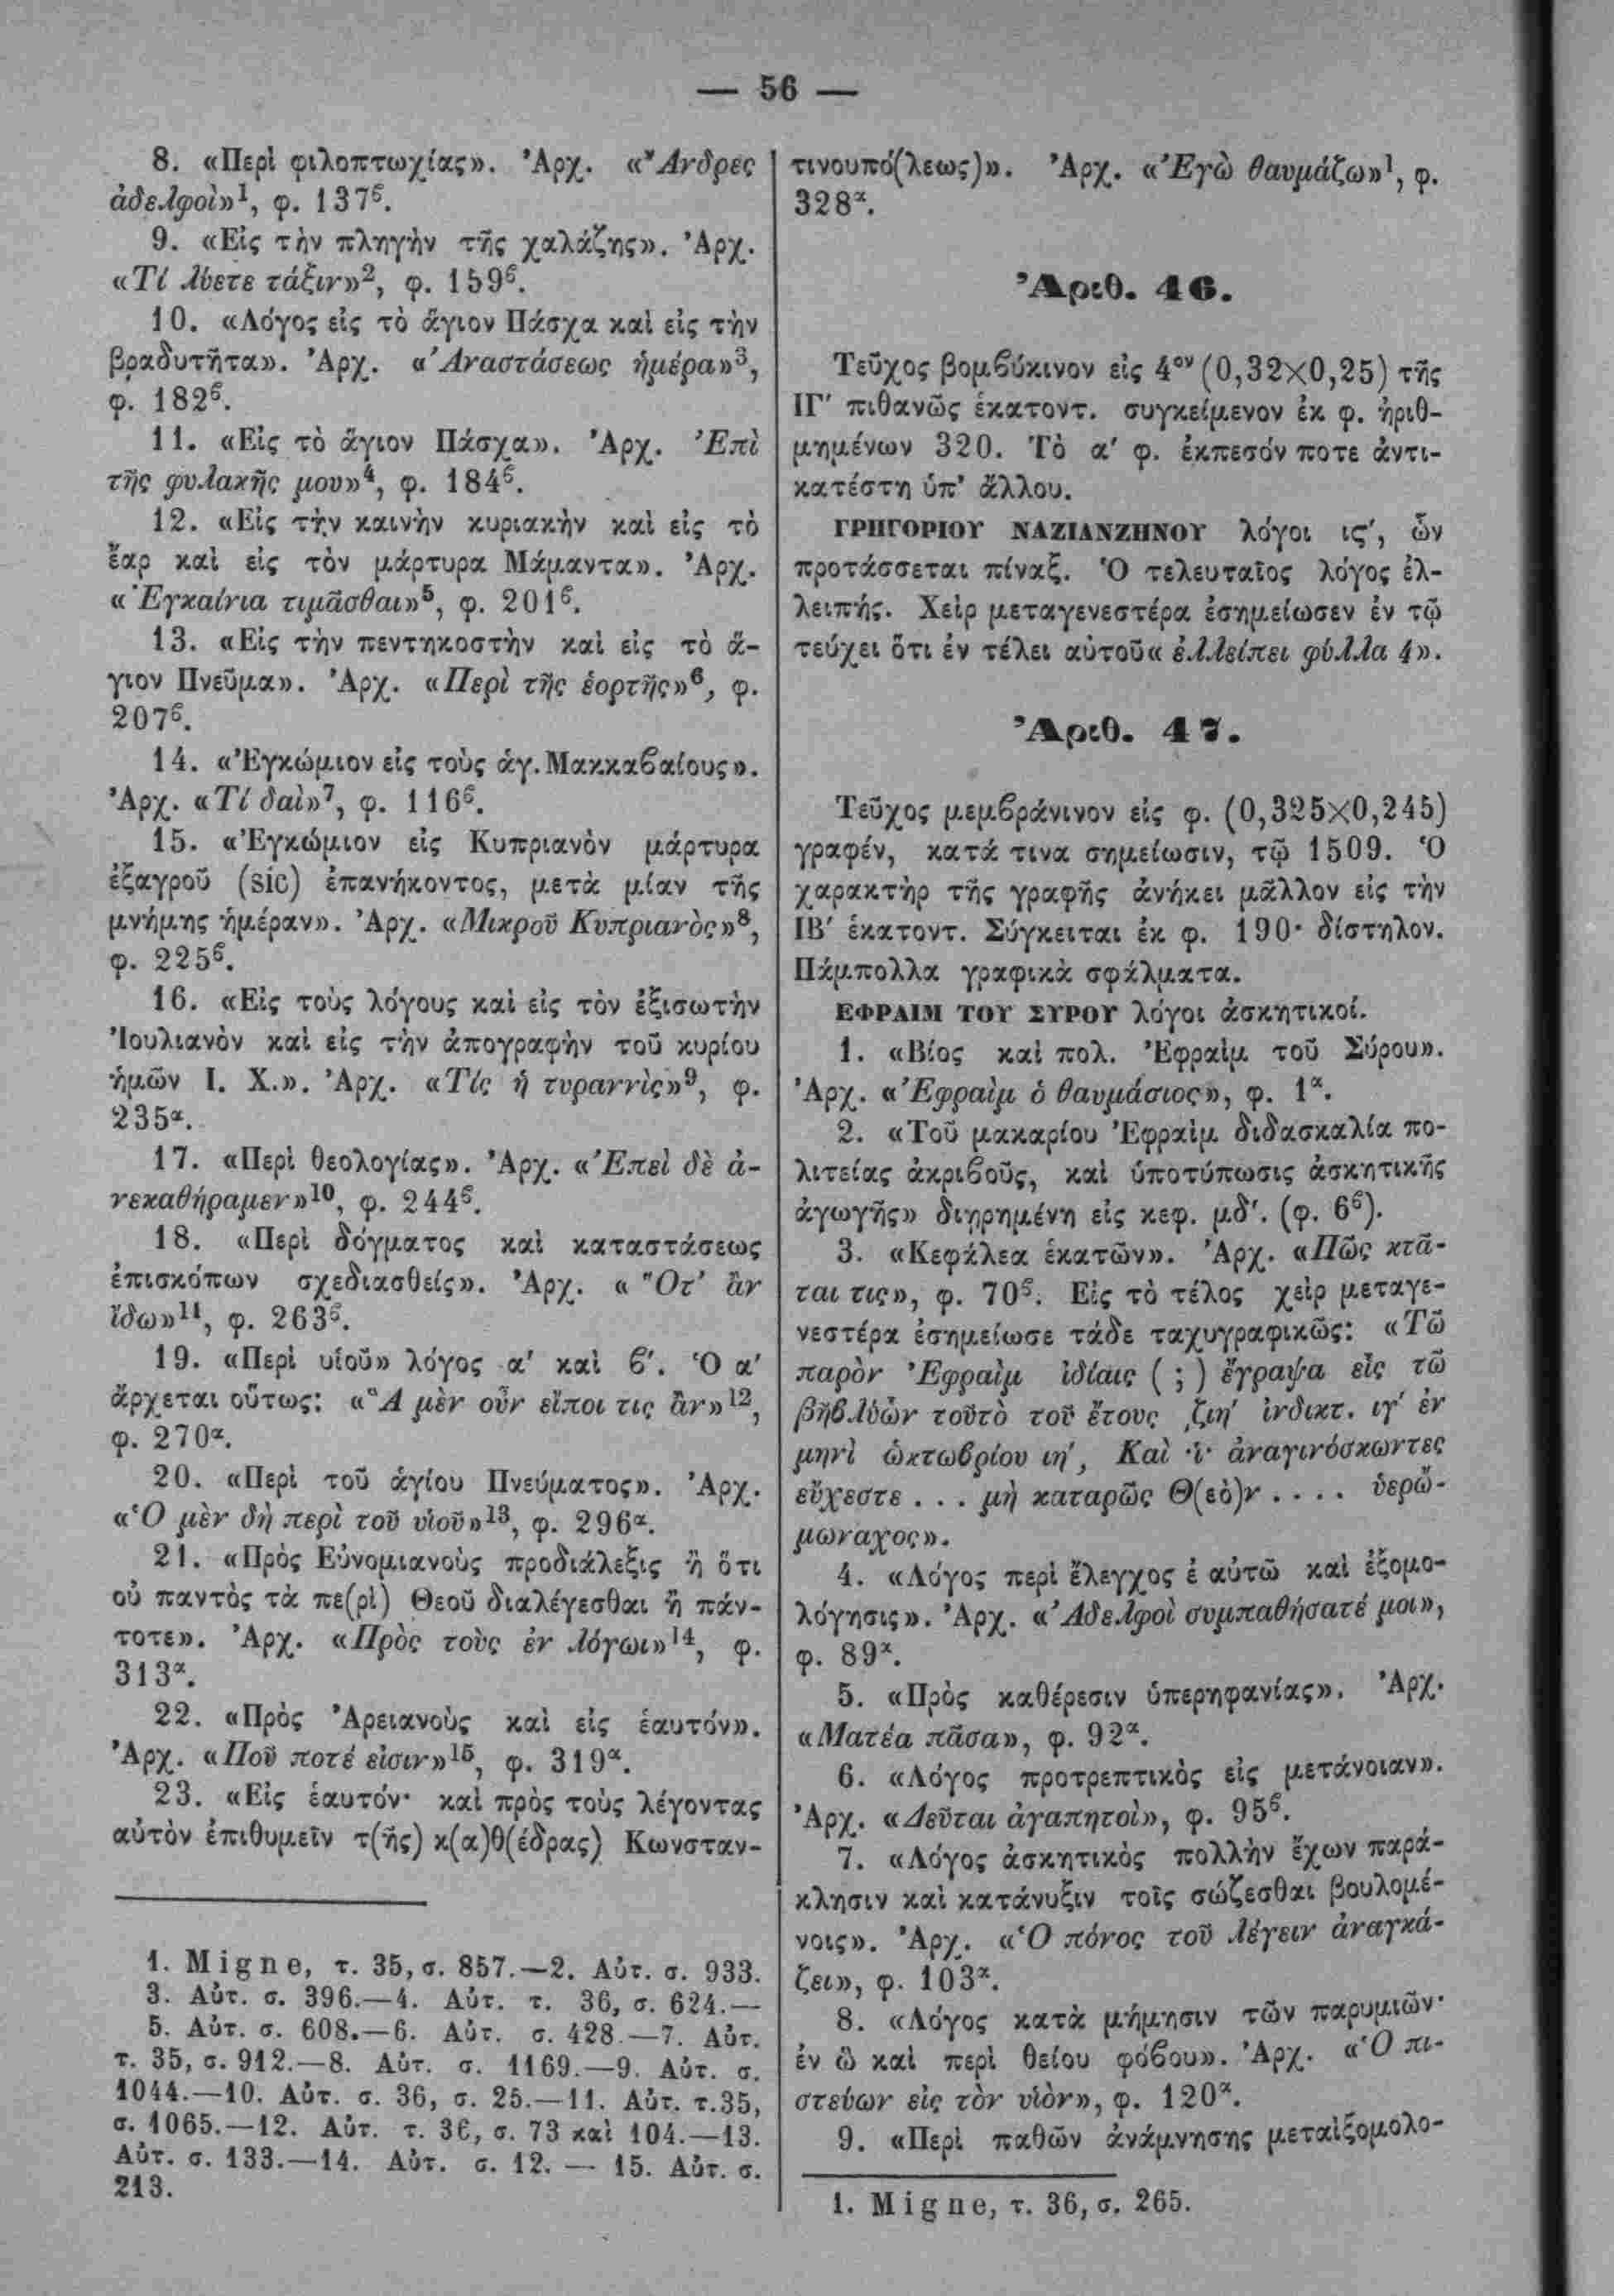 — 56 —
8. «Περὶ φιλοπτωχίας». Ἀρχ. «Ἄνδρες
ἀδελφοὶ»¹, φ. 137ᵝ.
9. «Εἰς τὴν πληγὴν τῆς χαλάζης». Ἀρχ.
«Τί λύετε τάξιν»², φ. 159ᵝ.
10. «Λόγος εἰς τὸ ἅγιον Πάσχα καὶ εἰς τὴν
βραδυτῆτα». Ἀρχ. «Ἀναστάσεως ἡμέρα»³,
φ. 182ᵝ.
11. «Εἰς τὸ ἅγιον Πάσχα». Ἀρχ. Ἐπὶ
τῆς φυλακῆς μου»⁴, φ. 184ᵝ.
12. «Εἰς τὴν καινὴν κυριακὴν καὶ εἰς τὸ
ἔαρ καὶ εἰς τὸν μάρτυρα Μάμαντα». Ἀρχ.
«Ἐγκαίνια τιμᾶσθαι»⁵, φ. 201ᵝ.
13. «Εἰς τὴν πεντηκοστὴν καὶ εἰς τὸ ἅ-
γιον Πνεῦμα». Ἀρχ. «Περὶ τῆς ἑορτῆς»⁶, φ.
207ᵝ.
14. «Ἐγκώμιον εἰς τοὺς ἁγ. Μακκαβαίους».
Ἀρχ. «Τί δαὶ»⁷, φ. 116ᵝ.
15. «Ἐγκώμιον εἰς Κυπριανὸν μάρτυρα
ἐξαγροῦ (sic) ἐπανήκοντος, μετὰ μίαν τῆς
μνήμης ἡμέραν». Ἀρχ. «Μικροῦ Κυπριανὸς»⁸,
φ. 225ᵝ.
16. «Εἰς τοὺς λόγους καὶ εἰς τὸν ἐξισωτὴν
Ἰουλιανὸν καὶ εἰς τὴν ἀπογραφὴν τοῦ κυρίου
ἡμῶν Ι. Χ.». Ἀρχ. «Τίς ἡ τυραννὶς»⁹, φ.
235ᵅ.
17. «Περὶ θεολογίας». Ἀρχ. «Ἐπεὶ δὲ ἀ-
νεκαθήραμεν»¹⁰, φ. 244ᵝ.
18. «Περὶ δόγματος καὶ καταστάσεως
ἐπισκόπων σχεδιασθείς». Ἀρχ. «Ὅτ' ἂν
ἴδω»¹¹, φ. 263ᵝ.
19. «Περὶ υἱοῦ» λόγος α' καὶ β'. Ὁ α'
ἄρχεται οὕτως: «Ἃ μὲν οὖν εἴποι τις ἂν»¹²,
φ. 270ᵅ.
20. «Περὶ τοῦ ἁγίου Πνεύματος». Ἀρχ.
«Ὁ μὲν δὴ περὶ τοῦ υἱοῦ»¹³, φ. 296ᵅ.
21. «Πρὸς Εὐνομιανοὺς προδιάλεξις ἢ ὅτι
οὐ παντὸς τὰ πε(ρὶ) Θεοῦ διαλέγεσθαι ἢ πάν-
τοτε». Ἀρχ. «Πρὸς τοὺς ἐν λόγωι»¹⁴, φ.
313ᵅ.
22. «Πρὸς Ἀρειανοὺς καὶ εἰς ἑαυτόν».
Ἀρχ. «Ποῦ ποτέ εἰσιν»¹⁵, φ. 319ᵅ.
23. «Εἰς ἑαυτόν· καὶ πρὸς τοὺς λέγοντας
αὐτὸν ἐπιθυμεῖν τ(ῆς) κ(α)θ(έδρας) Κωνσταν-
1. Migne, τ. 35, σ. 857.—2. Αὐτ. σ. 933.
3. Αὐτ. σ. 396.—4. Αὐτ. τ. 36, σ. 624.—
5. Αὐτ. σ. 608.—6. Αὐτ. σ. 428.—7. Αὐτ.
τ. 35, σ. 912.—8. Αὐτ. σ. 1169.—9. Αὐτ. σ.
1044.—10. Αὐτ. σ. 36, σ. 25.—11. Αὐτ. τ.35,
σ. 1065.—12. Αὐτ. τ. 36, σ. 73 καὶ 104.—13.
Αὐτ. σ. 133.—14. Αὐτ. σ. 12. — 15. Αὐτ. σ.
213.
τινουπό(λεως)». Ἀρχ. «Ἐγὼ θαυμάζω»¹, φ.
328ᵅ.
Ἀριθ. 46.
Τεῦχος βομβύκινον εἰς 4ᵒν (0,32×0,25) τῆς
ΙΓ' πιθανῶς ἑκατοντ. συγκείμενον ἐκ φ. ἠριθ-
μημένων 320. Τὸ α' φ. ἐκπεσόν ποτε ἀντι-
κατέστη ὑπ' ἄλλου.
ΓΡΗΓΟΡΙΟΥ ΝΑΖΙΑΝΖΗΝΟΥ λόγοι ις', ὧν
προτάσσεται πίναξ. Ὁ τελευταῖος λόγος ἐλ-
λειπής. Χεὶρ μεταγενεστέρα ἐσημείωσεν ἐν τῷ
τεύχει ὅτι ἐν τέλει αὐτοῦ« ἐλλείπει φύλλα 4».
Ἀριθ. 47.
Τεῦχος μεμβράνινον εἰς φ. (0,325×0,245)
γραφέν, κατά τινα σημείωσιν, τῷ 1509. Ὁ
χαρακτὴρ τῆς γραφῆς ἀνήκει μᾶλλον εἰς τὴν
ΙΒ' ἑκατοντ. Σύγκειται ἐκ φ. 190· δίστηλον.
Πάμπολλα γραφικὰ σφάλματα.
ΕΦΡΑΙΜ ΤΟΥ ΣΥΡΟΥ λόγοι ἀσκητικοί.
1. «Βίος καὶ πολ. Ἐφραὶμ τοῦ Σύρου».
Ἀρχ. «Ἐφραὶμ ὁ θαυμάσιος», φ. 1ᵅ.
2. «Τοῦ μακαρίου Ἐφραὶμ διδασκαλία πο-
λιτείας ἀκριβοῦς, καὶ ὑποτύπωσις ἀσκητικῆς
ἀγωγῆς» διῃρημένη εἰς κεφ. μδ'. (φ. 6ᵝ).
3. «Κεφάλεα ἑκατῶν». Ἀρχ. «Πῶς κτᾶ-
ται τις», φ. 70ᵝ. Εἰς τὸ τέλος χεὶρ μεταγε-
νεστέρα ἐσημείωσε τάδε ταχυγραφικῶς: «Τῶ
παρὸν Ἐφραὶμ ἰδίαις ( ; ) ἔγραψα εἰς τῶ
βῆβλύὼν τοῦτὸ τοῦ ἔτους ͵ζιη' ἰνδικτ. ιγ' ἐν
μηνὶ ὡκτωβρίου ιη', Καὶ ·ἱ· ἀναγινόσκωντες
εὔχεστε . . . μὴ καταρῶς Θ(εὸ)ν . . . . ὑερῶ-
μωναχος».
4. «Λόγος περὶ ἔλεγχος ἑ αὑτῶ καὶ ἐξομο-
λόγησις». Ἀρχ. «Ἀδελφοὶ συμπαθήσατέ μοι»,
φ. 89ᵅ.
5. «Πρὸς καθέρεσιν ὑπερηφανίας». Ἀρχ.
«Ματέα πᾶσα», φ. 92ᵅ.
6. «Λόγος προτρεπτικὸς εἰς μετάνοιαν».
Ἀρχ. «Δεῦται ἀγαπητοὶ», φ. 95ᵝ.
7. «Λόγος ἀσκητικὸς πολλὴν ἔχων παρά-
κλησιν καὶ κατάνυξιν τοῖς σώζεσθαι βουλομέ-
νοις». Ἀρχ. «Ὁ πόνος τοῦ λέγειν ἀναγκά-
ζει», φ. 103ᵅ.
8. «Λόγος κατὰ μήμησιν τῶν παρυμιῶν·
ἐν ὧ καὶ περὶ θείου φόβου». Ἀρχ. «Ὁ πι-
στεύων εἰς τὸν υἱὸν», φ. 120ᵅ.
9. «Περὶ παθῶν ἀνάμνησης μεταὶξομολο-
1. Migne, τ. 36, σ. 265.